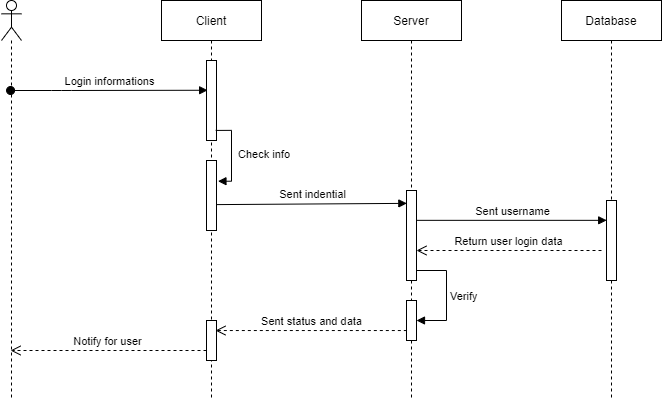 Client
Server
Database
Login informations
Check info
Sent indential
Sent username
Return user login data
Verify
Sent status and data
Notify for user